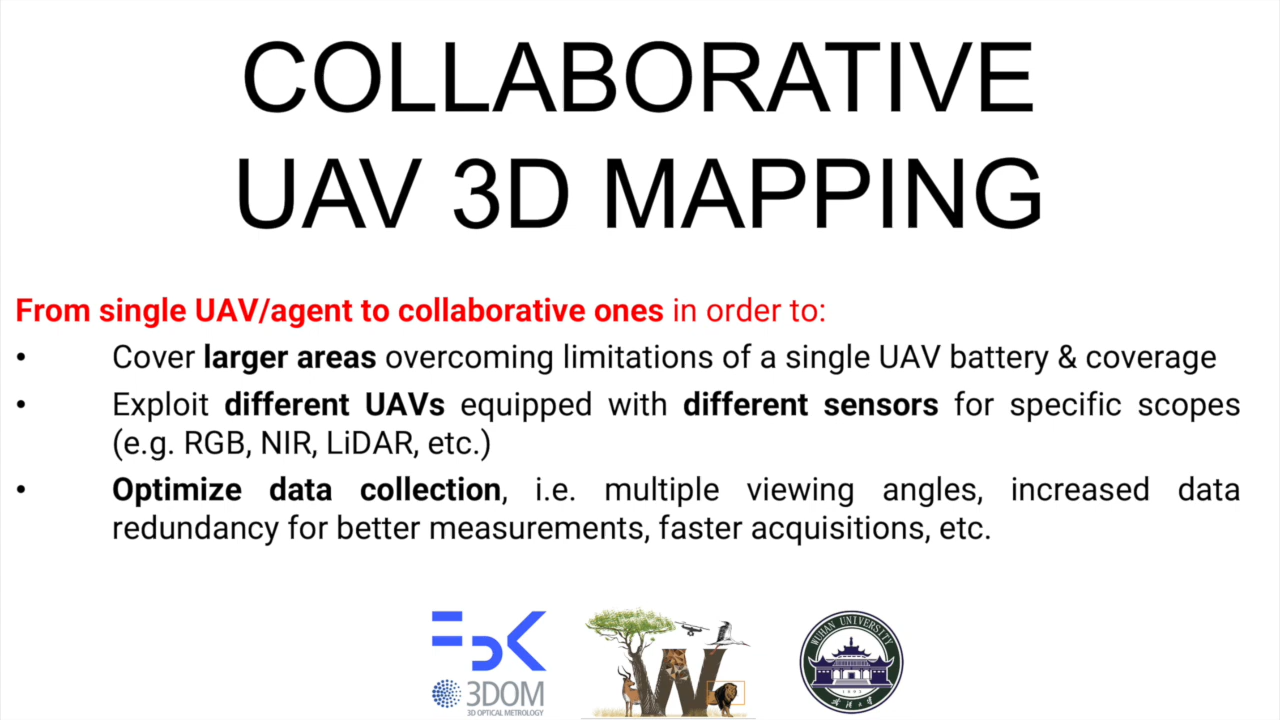 COLLABORATIVE
UAV 3D MAPPING
From single UAV/agent to collaborative ones in order to:
• Cover larger areas overcoming limitations of a single UAV battery & coverage
• Exploit different UAVs equipped with different sensors for specific scopes
(e.g. RGB, NIR, LiDAR, etc.)
• Optimize data collection, i.e. multiple viewing angles, increased data
redundancy for better measurements, faster acquisitions, etc.
FBK
3DOM
3D OPTICAL METROLOGY
W
WUHAN UNIVERSITY
1893